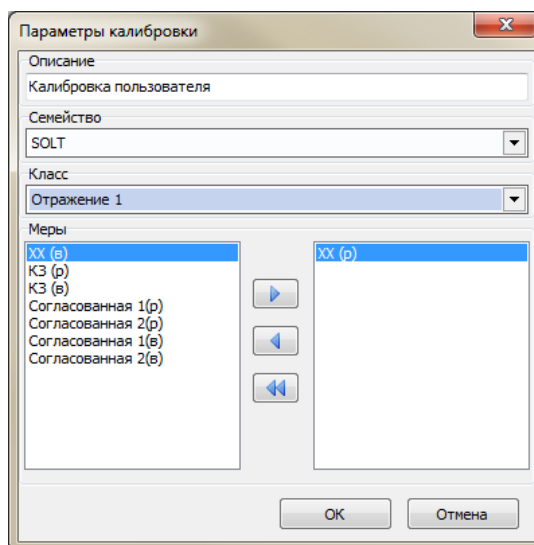 Параметры калибровки
Описание
Калибровка пользователя
Семейство
SOLT
Класс
Отражение 1
Меры
ХХ (в)
КЗ (р)
КЗ (в)
Согласованная 1(р)
Согласованная 2(р)
Согласованная 1(в)
Согласованная 2(в)
ХХ (р)
ОК
Отмена